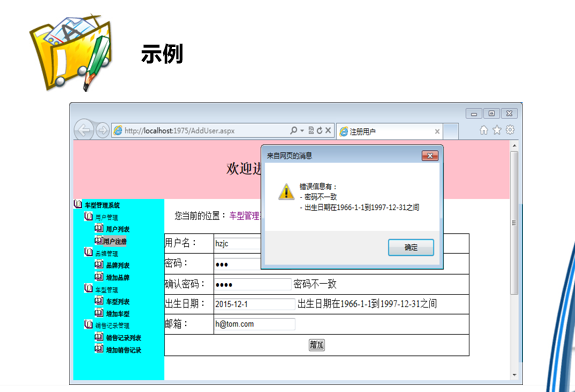 示例
http://localhost:1975/AddUser.aspx
注册用户
欢迎进
来自网页的消息
错误信息有：
- 密码不一致
- 出生日期在1966-1-1到1997-12-31之间
确定
车型管理系统
用户管理
用户列表
用户注册
品牌管理
品牌列表
增加品牌
车型管理
车型列表
增加车型
销售记录管理
销售记录列表
增加销售记录
您当前的位置：车型管理
用户名： hzjc
密码： ●●●
确认密码： ●●●● 密码不一致
出生日期： 2015-12-1 出生日期在1966-1-1到1997-12-31之间
邮箱： h@tom.com
增加